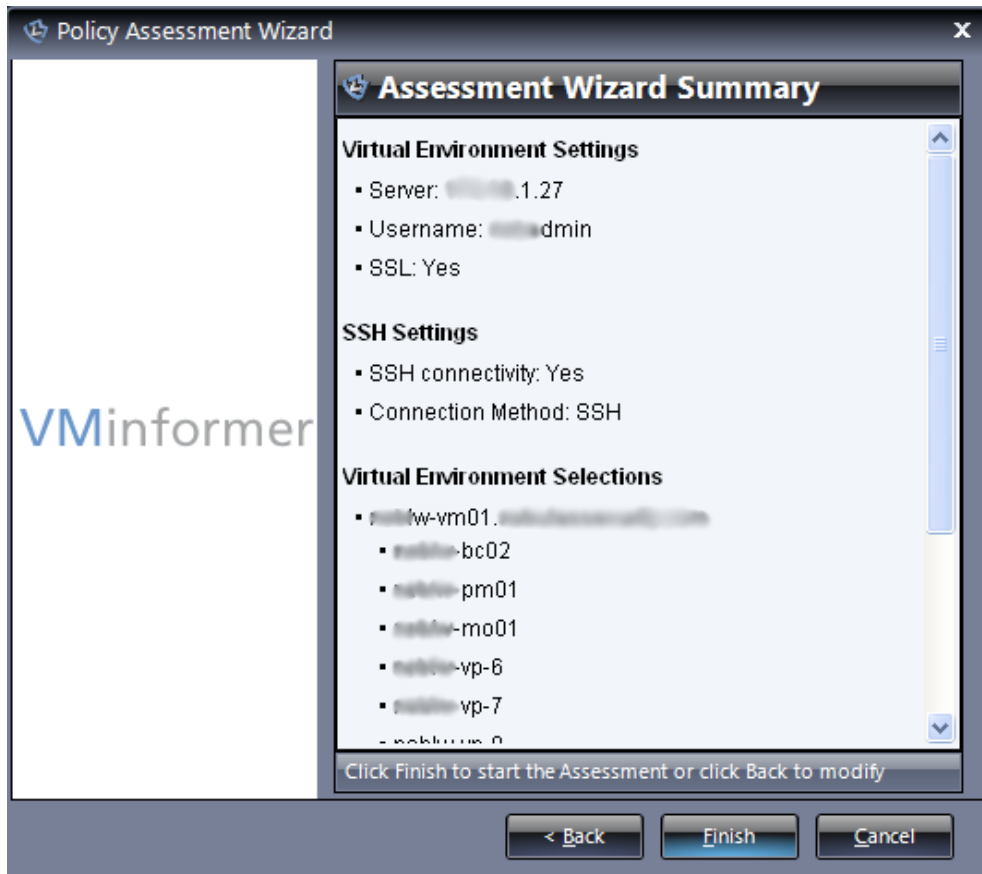 Policy Assessment Wizard
x
Assessment Wizard Summary
Virtual Environment Settings
▪ Server: .1.27
▪ Username: dmin
▪ SSL: Yes
SSH Settings
▪ SSH connectivity: Yes
▪ Connection Method: SSH
VMinformer
Virtual Environment Selections
▪ w-vm01.
▪ -bc02
▪ -pm01
▪ -mo01
▪ -vp-6
▪ -vp-7
Click Finish to start the Assessment or click Back to modify
< Back
Finish
Cancel